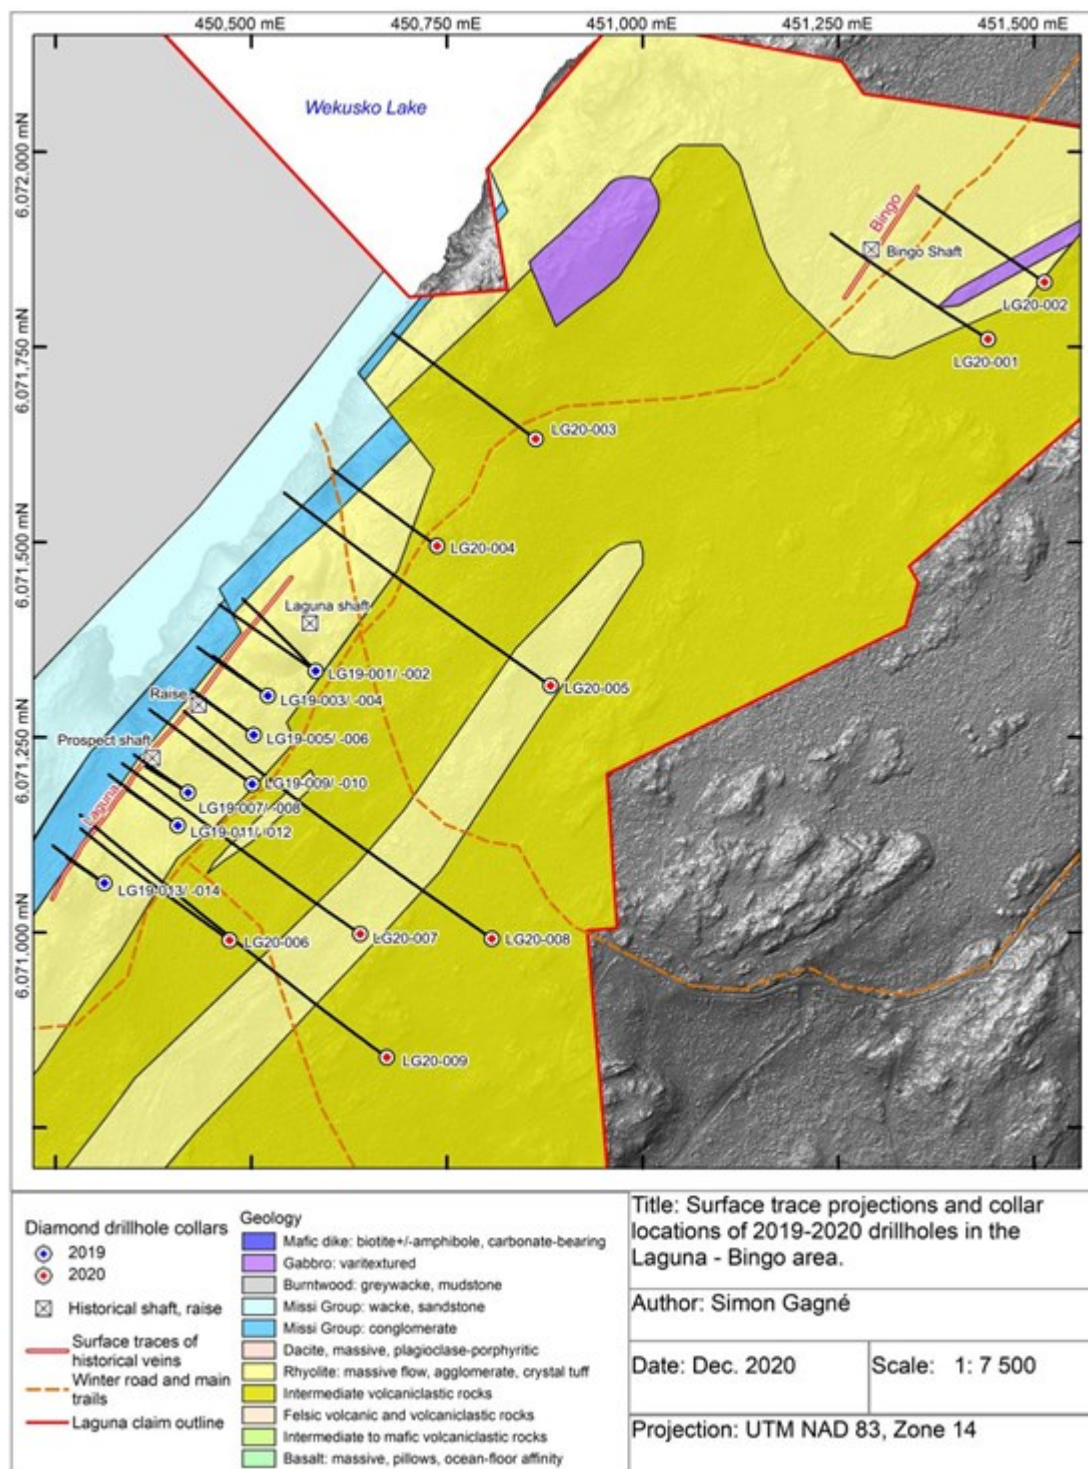 450,500 mE
450,750 mE
451,000 mE
451,250 mE
451,500 mE
6,072,000 mN
6,071,750 mN
6,071,500 mN
6,071,250 mN
6,071,000 mN
Wekusko Lake
Bingo
Bingo Shaft
LG20-002
LG20-001
LG20-003
LG20-004
Laguna shaft
LG19-001/ -002
LG20-005
LG19-003/ -004
Raise
LG19-005/ -006
Prospect shaft
LG19-009/ -010
Laguna
LG19-007/ -008
LG19-011/ -012
LG19-013/ -014
LG20-006
LG20-007
LG20-008
LG20-009
Diamond drillhole collars
2019
2020
Historical shaft, raise
Surface traces of
historical veins
Winter road and main
trails
Laguna claim outline
Geology
Mafic dike: biotite+/-amphibole, carbonate-bearing
Gabbro: varitextured
Burntwood: greywacke, mudstone
Missi Group: wacke, sandstone
Missi Group: conglomerate
Dacite, massive, plagioclase-porphyritic
Rhyolite: massive flow, agglomerate, crystal tuff
Intermediate volcaniclastic rocks
Felsic volcanic and volcaniclastic rocks
Intermediate to mafic volcaniclastic rocks
Basalt: massive, pillows, ocean-floor affinity
Title: Surface trace projections and collar
locations of 2019-2020 drillholes in the
Laguna - Bingo area.
Author: Simon Gagné
Date: Dec. 2020
Scale: 1: 7 500
Projection: UTM NAD 83, Zone 14